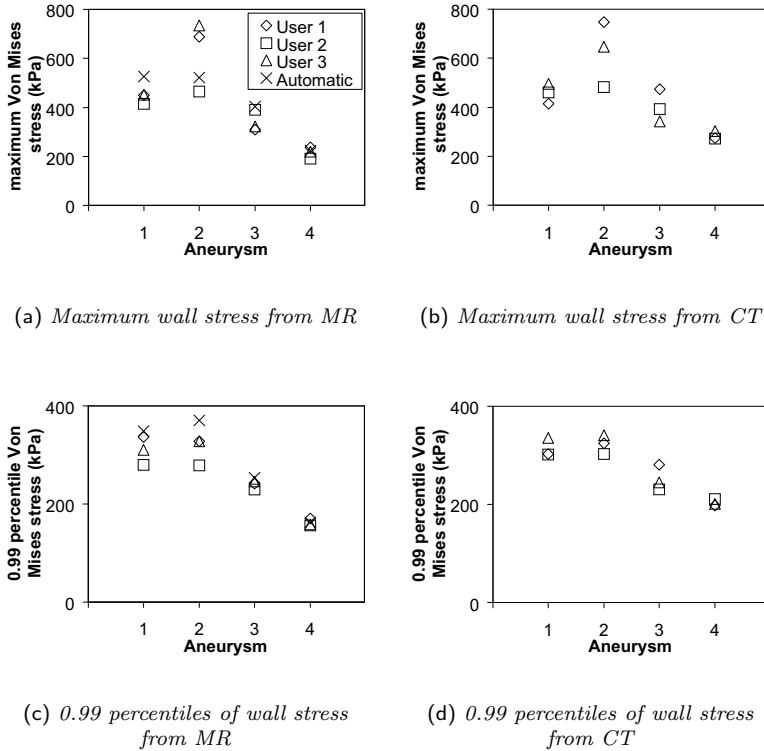 800
600
400
200
0
maximum Von Mises
stress (kPa)
1 2 3 4
Aneurysm
User 1
User 2
User 3
Automatic
(a) Maximum wall stress from MR
800
600
400
200
0
maximum Von Mises
stress (kPa)
1 2 3 4
Aneurysm
(b) Maximum wall stress from CT
400
200
0
0.99 percentile Von
Mises stress (kPa)
1 2 3 4
Aneurysm
(c) 0.99 percentiles of wall stress
from MR
400
200
0
0.99 percentile Von
Mises stress (kPa)
1 2 3 4
Aneurysm
(d) 0.99 percentiles of wall stress
from CT